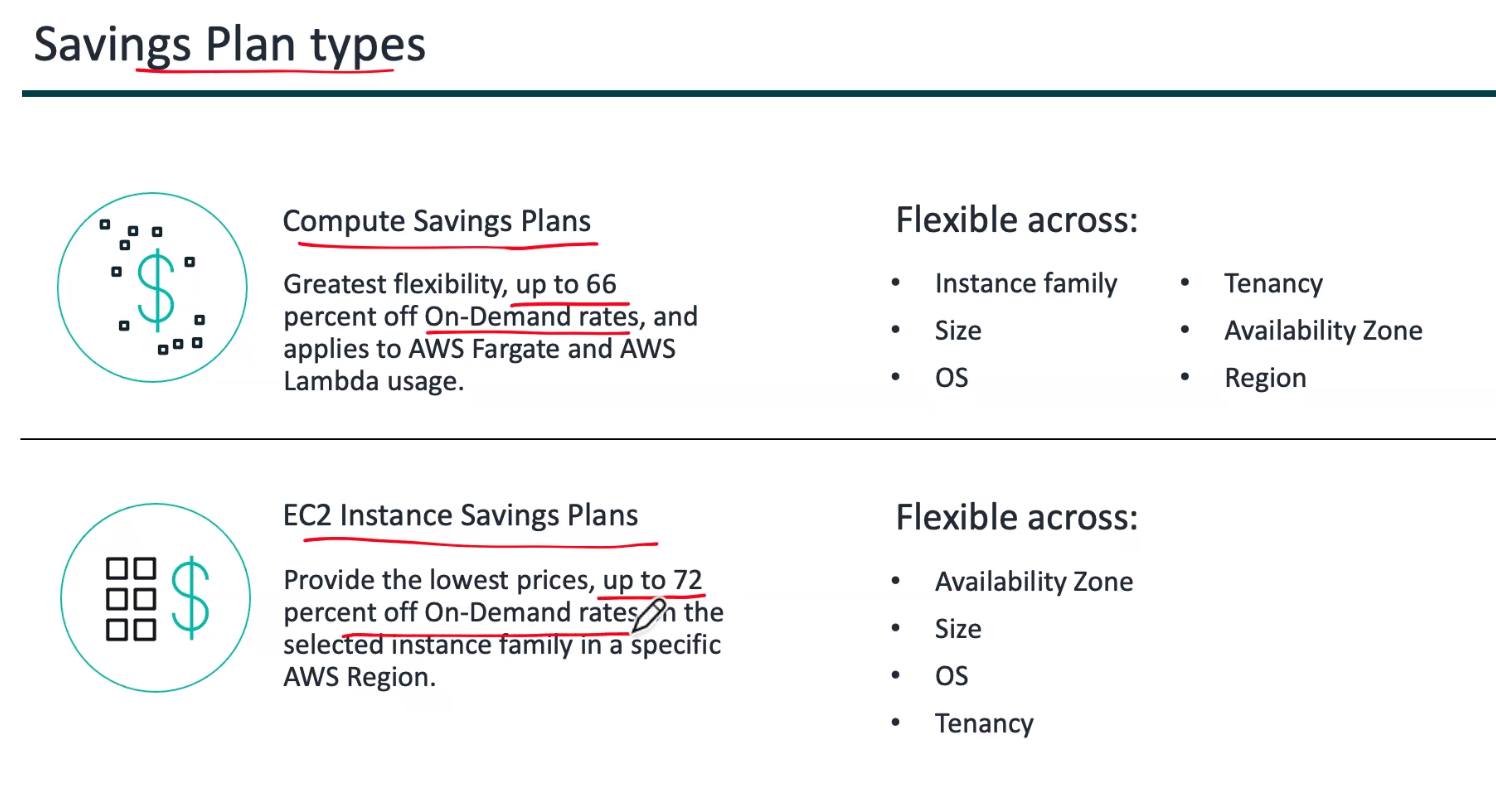 Savings Plan types
Compute Savings Plans
Greatest flexibility, up to 66
percent off On-Demand rates, and
applies to AWS Fargate and AWS
Lambda usage.
Flexible across:
• Instance family
• Size
• OS
• Tenancy
• Availability Zone
• Region
EC2 Instance Savings Plans
Provide the lowest prices, up to 72
percent off On-Demand rates the
selected instance family in a specific
AWS Region.
Flexible across:
• Availability Zone
• Size
• OS
• Tenancy